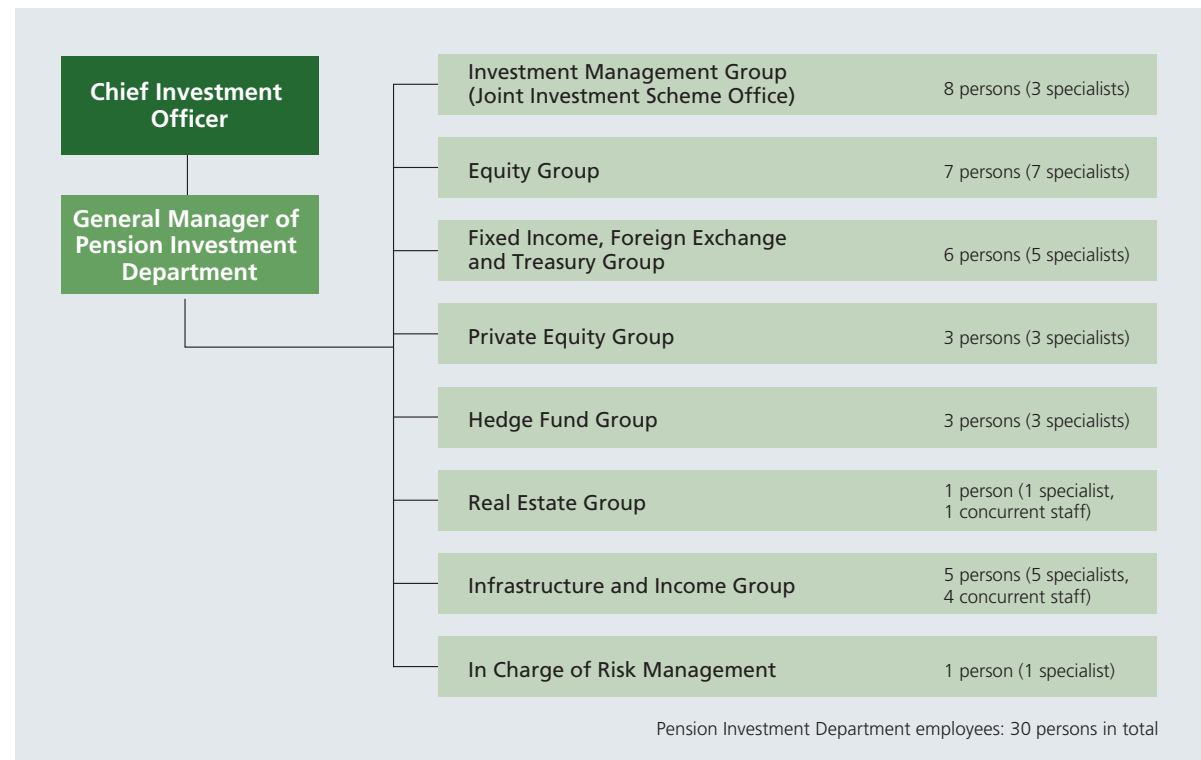 Chief Investment
Officer
General Manager of
Pension Investment
Department
Investment Management Group
(Joint Investment Scheme Office)
8 persons (3 specialists)
Equity Group
7 persons (7 specialists)
Fixed Income, Foreign Exchange
and Treasury Group
6 persons (5 specialists)
Private Equity Group
3 persons (3 specialists)
Hedge Fund Group
3 persons (3 specialists)
Real Estate Group
1 person (1 specialist,
1 concurrent staff)
Infrastructure and Income Group
5 persons (5 specialists,
4 concurrent staff)
In Charge of Risk Management
1 person (1 specialist)
Pension Investment Department employees: 30 persons in total